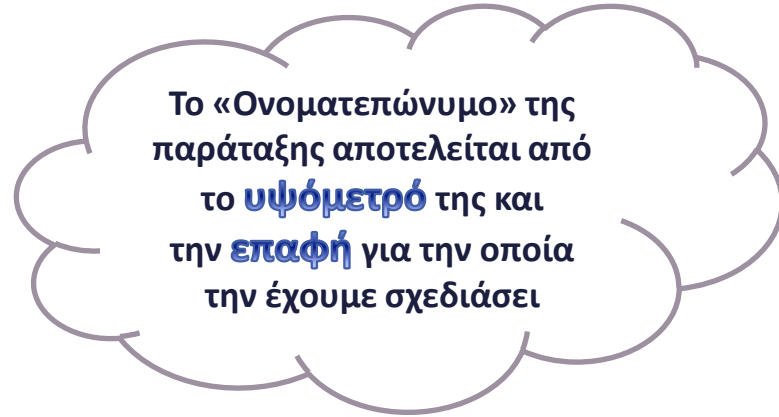 Το «Ονοματεπώνυμο» της
παράταξης αποτελείται από
το υψόμετρό της και
την επαφή για την οποία
την έχουμε σχεδιάσει